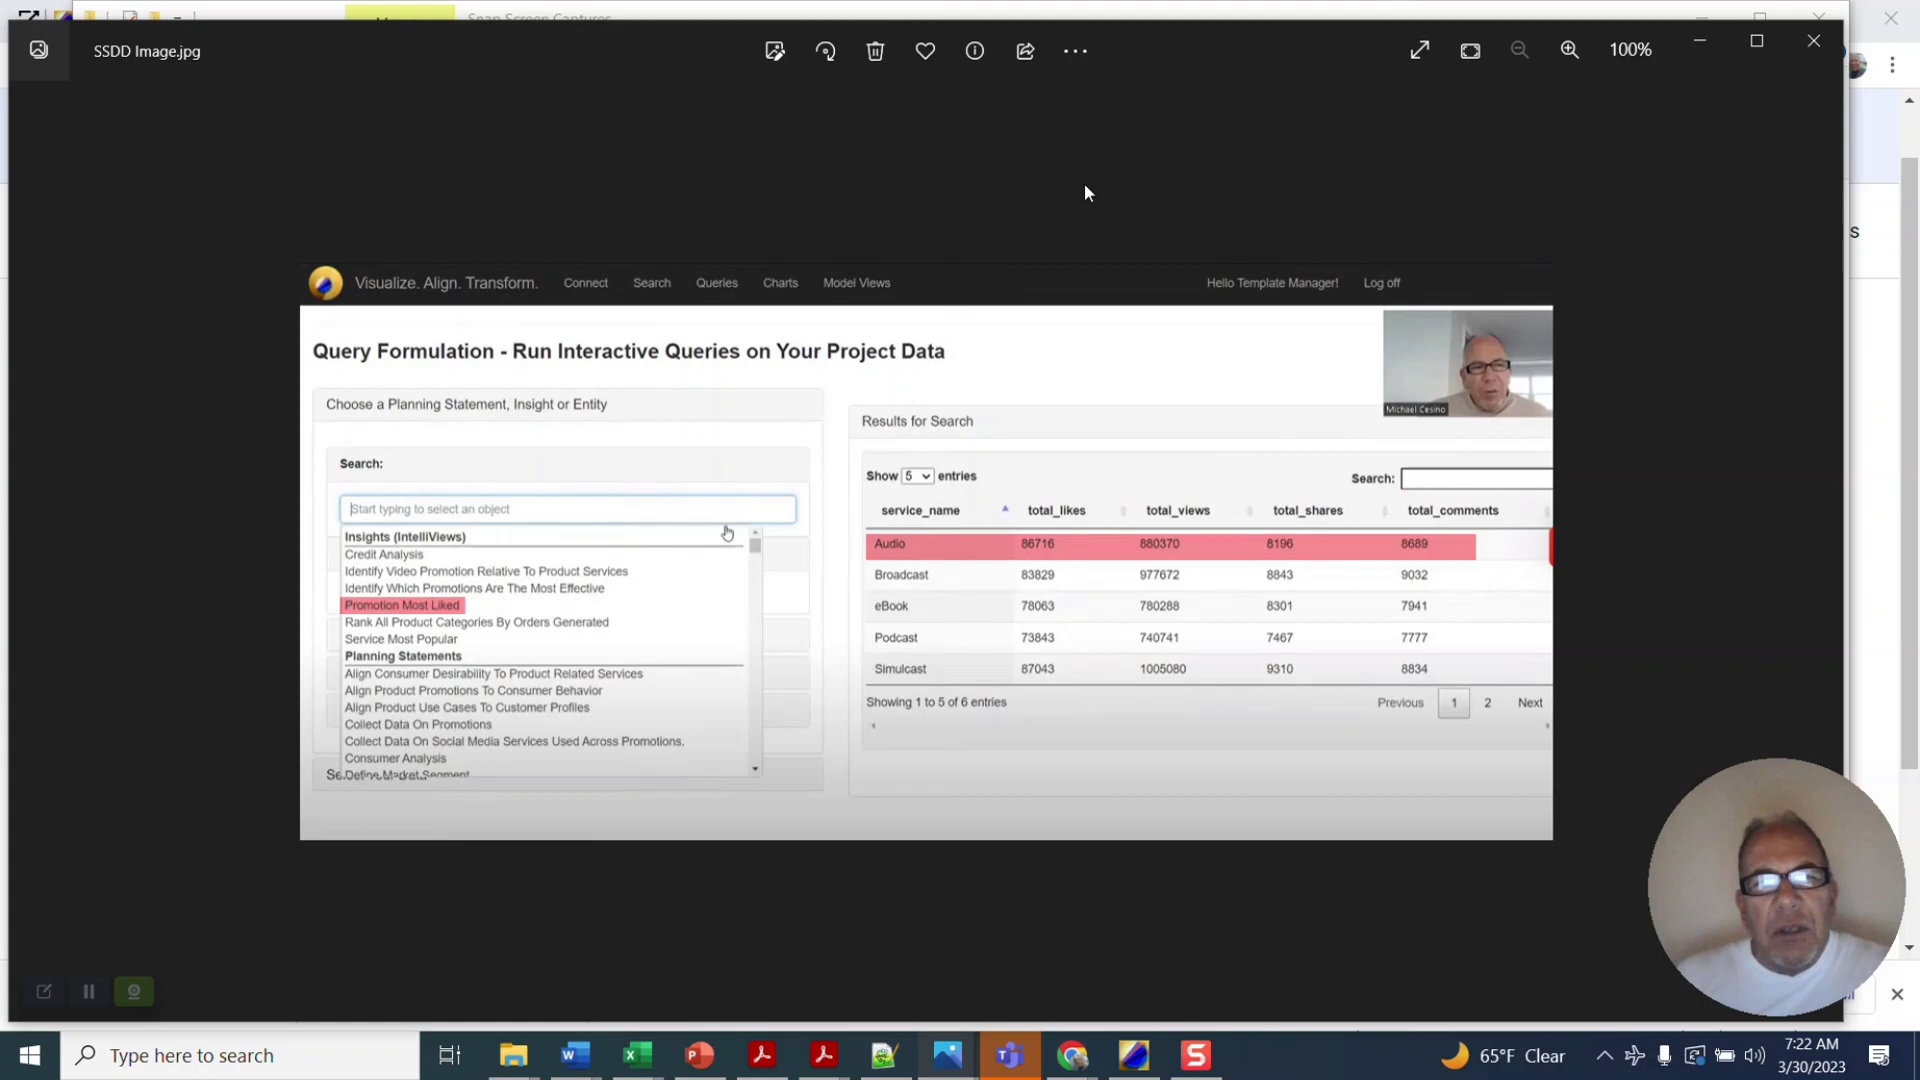 Snap Screen Captures
SSDD Image.jpg
100%
Visualize. Align. Transform.
Connect
Search
Queries
Charts
Model Views
Hello Template Manager!
Log off
Query Formulation - Run Interactive Queries on Your Project Data
Michael Cesino
Choose a Planning Statement, Insight or Entity
Search:
Start typing to select an object
Insights (IntelliViews)
Credit Analysis
Identify Video Promotion Relative To Product Services
Identify Which Promotions Are The Most Effective
Promotion Most Liked
Rank All Product Categories By Orders Generated
Service Most Popular
Planning Statements
Align Consumer Desirability To Product Related Services
Align Product Promotions To Consumer Behavior
Align Product Use Cases To Customer Profiles
Collect Data On Promotions
Collect Data On Social Media Services Used Across Promotions.
Consumer Analysis
Define Market Segment
Results for Search
Show 5 entries
Search:
service_name total_likes total_views total_shares total_comments
Audio 86716 880370 8196 8689
Broadcast 83829 977672 8843 9032
eBook 78063 780288 8301 7941
Podcast 73843 740741 7467 7777
Simulcast 87043 1005080 9310 8834
Showing 1 to 5 of 6 entries
Previous 1 2 Next
s
Type here to search
65°F Clear
7:22 AM
3/30/2023